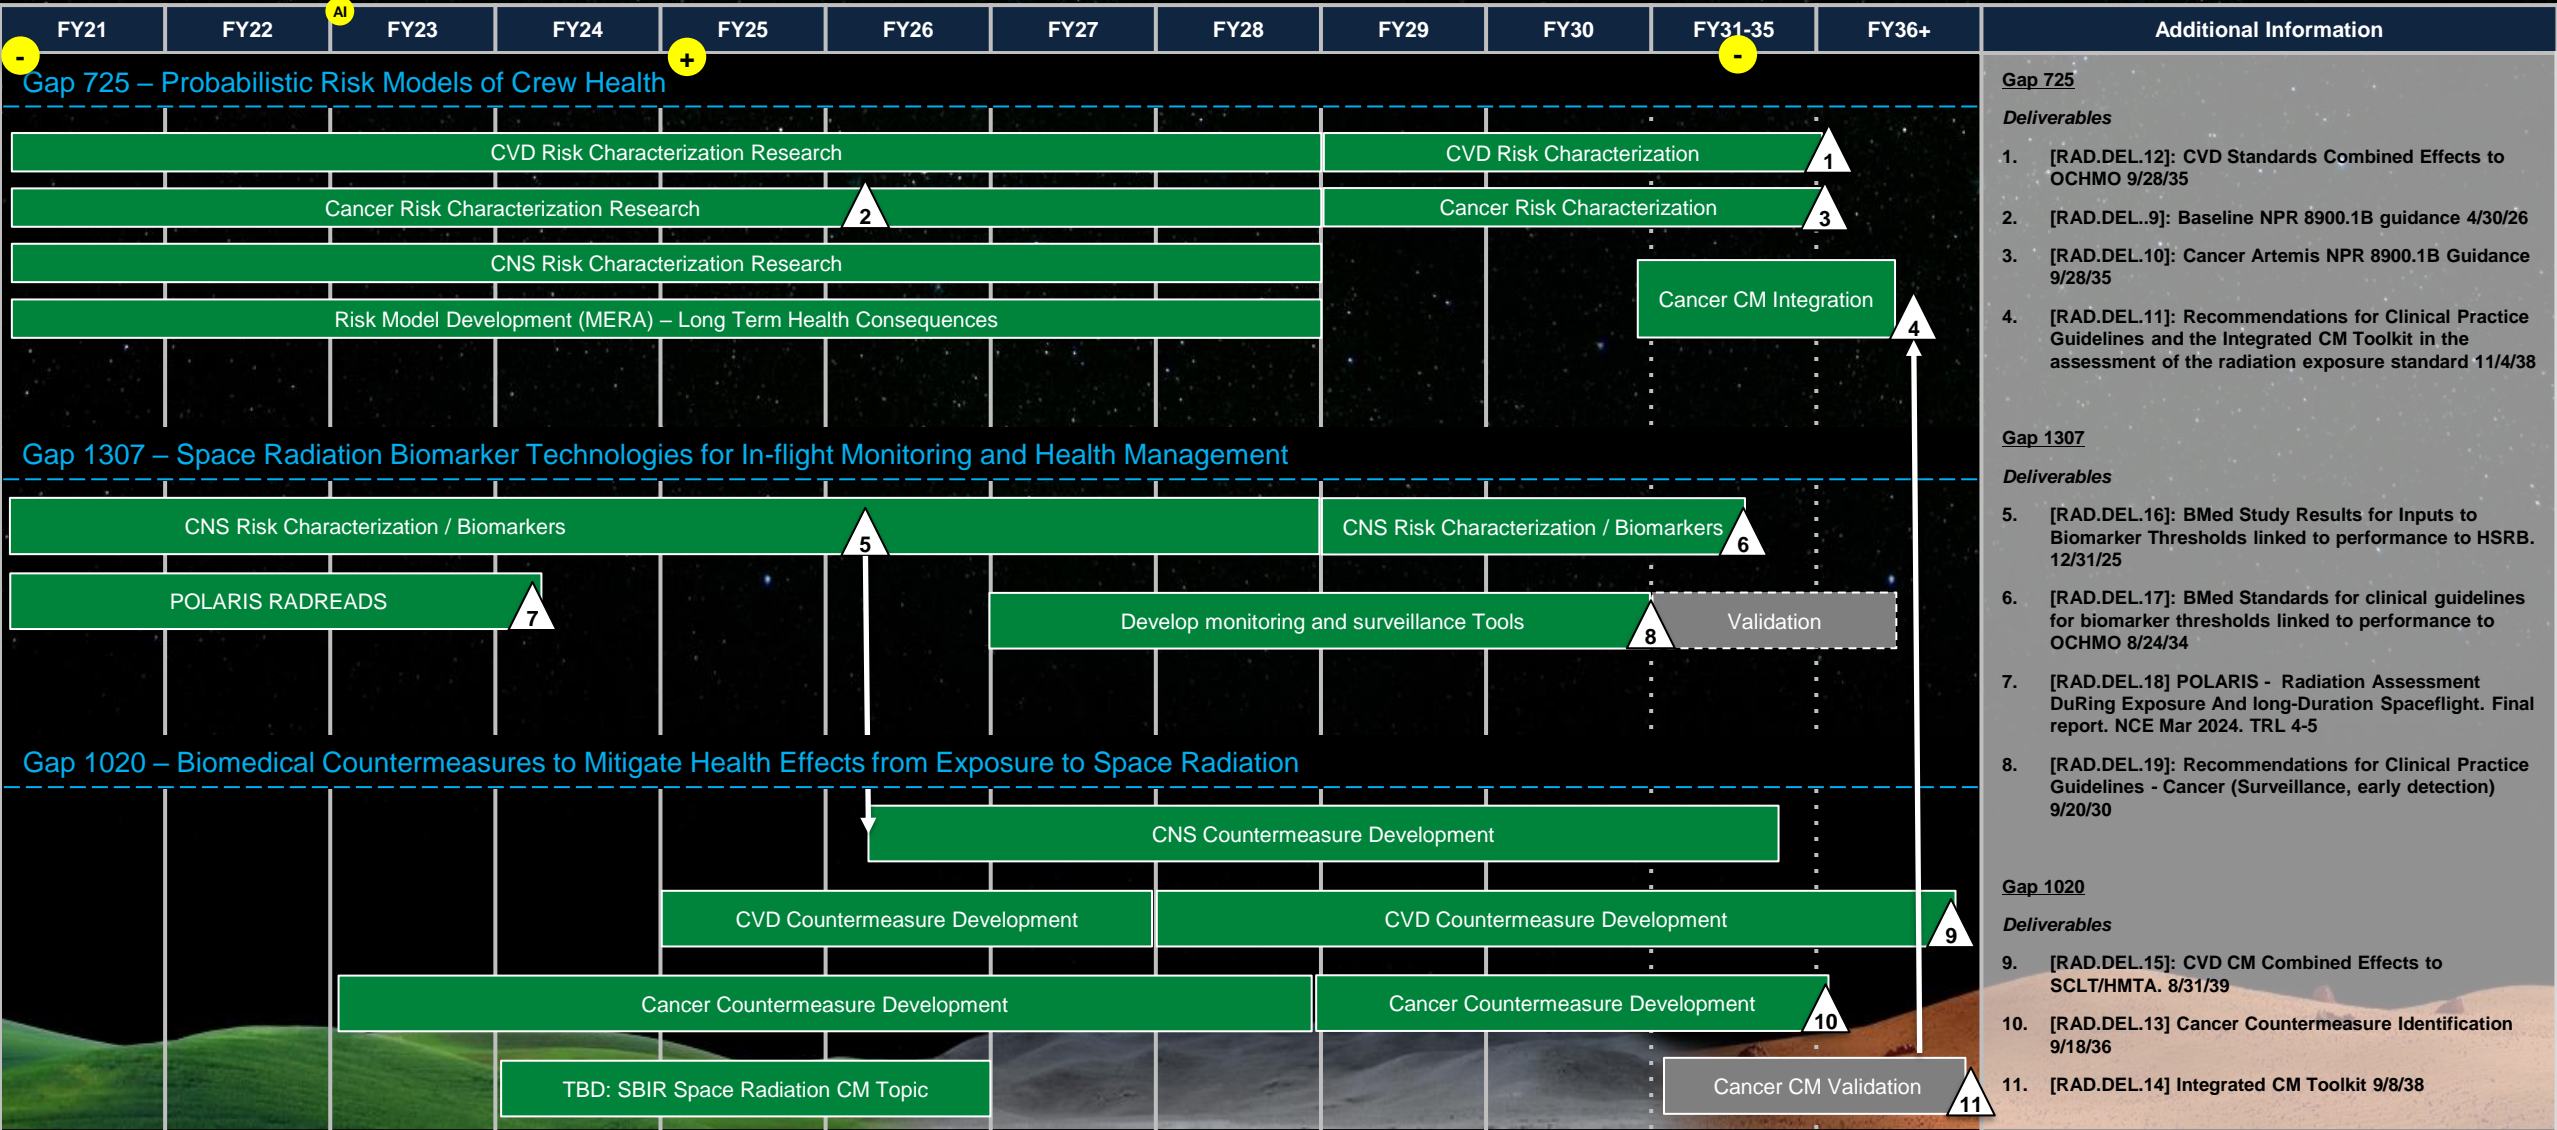 AI
FY21 FY22 FY23 FY24 FY25 FY26 FY27 FY28 FY29 FY30 FY31-35 FY36+ Additional Information
- + -
Gap 725 – Probabilistic Risk Models of Crew Health
CVD Risk Characterization Research
CVD Risk Characterization
1
Cancer Risk Characterization Research
2
Cancer Risk Characterization
3
CNS Risk Characterization Research
Cancer CM Integration
4
Risk Model Development (MERA) – Long Term Health Consequences
Gap 1307 – Space Radiation Biomarker Technologies for In-flight Monitoring and Health Management
CNS Risk Characterization / Biomarkers
5
CNS Risk Characterization / Biomarkers
6
POLARIS RADREADS
7
Develop monitoring and surveillance Tools
8
Validation
Gap 1020 – Biomedical Countermeasures to Mitigate Health Effects from Exposure to Space Radiation
CNS Countermeasure Development
CVD Countermeasure Development
CVD Countermeasure Development
9
Cancer Countermeasure Development
Cancer Countermeasure Development
10
TBD: SBIR Space Radiation CM Topic
Cancer CM Validation
11
Gap 725
Deliverables
1. [RAD.DEL.12]: CVD Standards Combined Effects to
OCHMO 9/28/35
2. [RAD.DEL..9]: Baseline NPR 8900.1B guidance 4/30/26
3. [RAD.DEL.10]: Cancer Artemis NPR 8900.1B Guidance
9/28/35
4. [RAD.DEL.11]: Recommendations for Clinical Practice
Guidelines and the Integrated CM Toolkit in the
assessment of the radiation exposure standard 11/4/38
Gap 1307
Deliverables
5. [RAD.DEL.16]: BMed Study Results for Inputs to
Biomarker Thresholds linked to performance to HSRB.
12/31/25
6. [RAD.DEL.17]: BMed Standards for clinical guidelines
for biomarker thresholds linked to performance to
OCHMO 8/24/34
7. [RAD.DEL.18] POLARIS - Radiation Assessment
DuRing Exposure And long-Duration Spaceflight. Final
report. NCE Mar 2024. TRL 4-5
8. [RAD.DEL.19]: Recommendations for Clinical Practice
Guidelines - Cancer (Surveillance, early detection)
9/20/30
Gap 1020
Deliverables
9. [RAD.DEL.15]: CVD CM Combined Effects to
SCLT/HMTA. 8/31/39
10. [RAD.DEL.13] Cancer Countermeasure Identification
9/18/36
11. [RAD.DEL.14] Integrated CM Toolkit 9/8/38